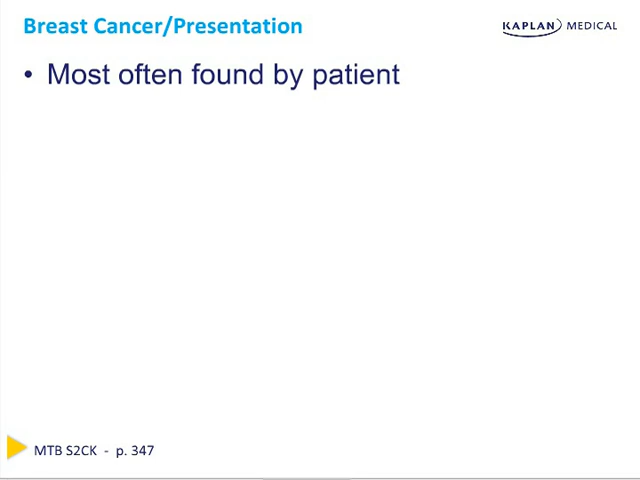 Breast Cancer/Presentation
KAPLAN MEDICAL
• Most often found by patient
MTB S2CK - p. 347